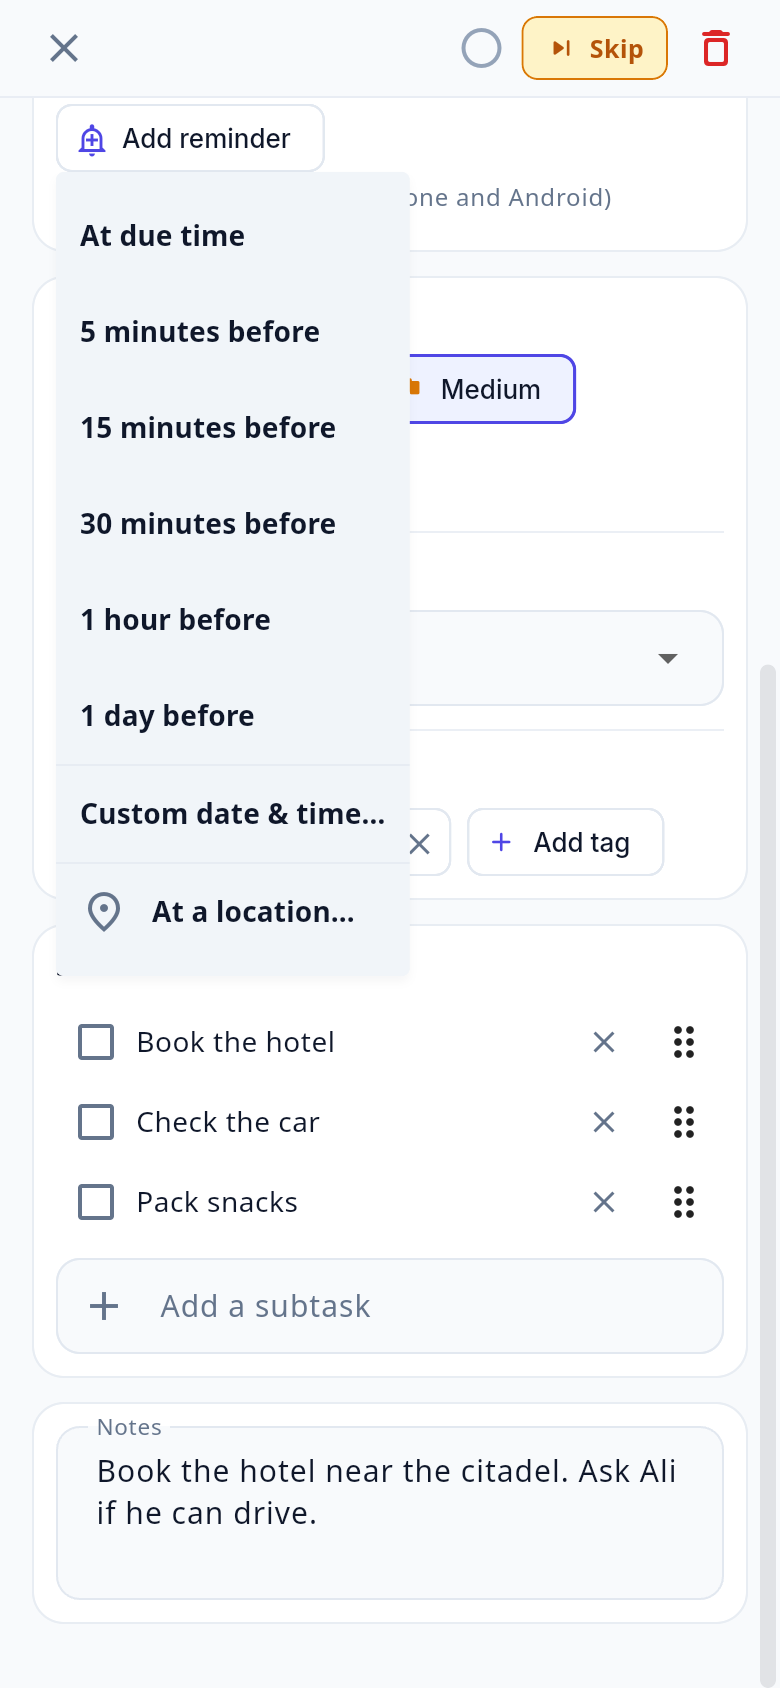 Skip
Add reminder
and Android)
At due time
5 minutes before
15 minutes before
Medium
30 minutes before
1 hour before
1 day before
Custom date & time...
Add tag
At a location...
Book the hotel
Check the car
Pack snacks
Add a subtask
Notes
Book the hotel near the citadel. Ask Ali
if he can drive.